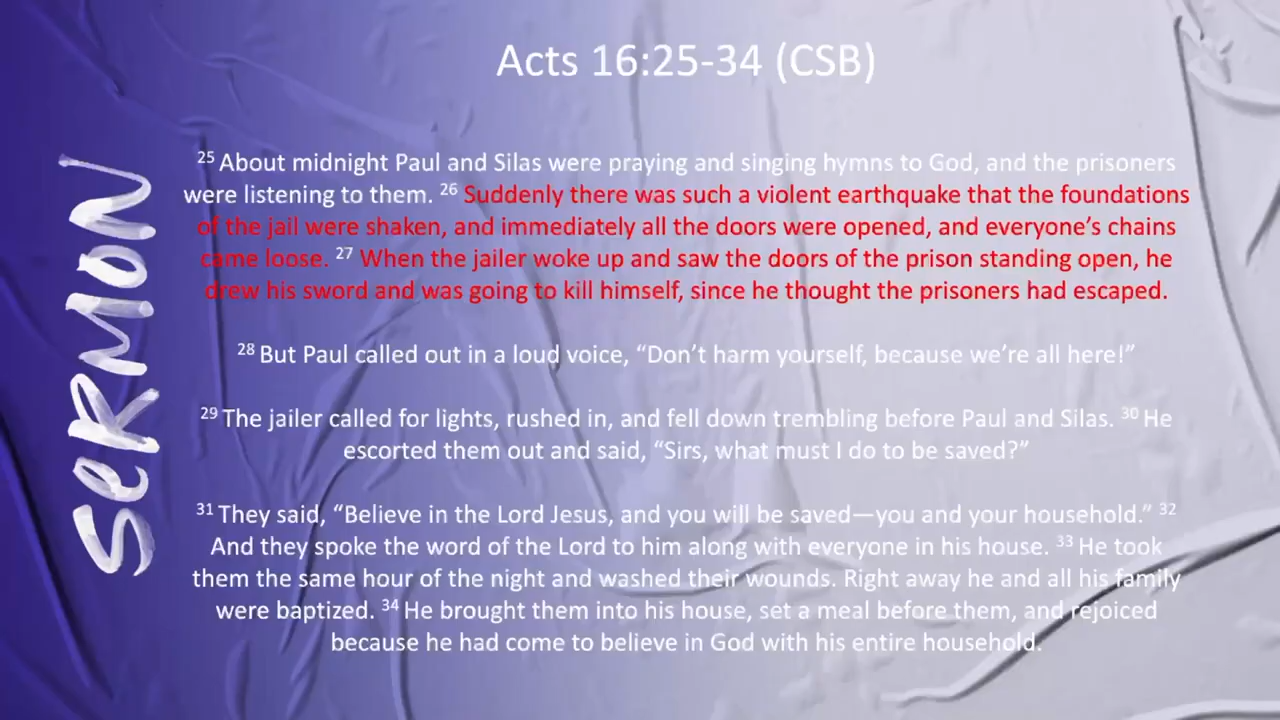 Acts 16:25-34 (CSB)
SERMON
25 About midnight Paul and Silas were praying and singing hymns to God, and the prisoners
were listening to them. 26 Suddenly there was such a violent earthquake that the foundations
of the jail were shaken, and immediately all the doors were opened, and everyone’s chains
came loose. 27 When the jailer woke up and saw the doors of the prison standing open, he
drew his sword and was going to kill himself, since he thought the prisoners had escaped.
28 But Paul called out in a loud voice, “Don’t harm yourself, because we’re all here!”
29 The jailer called for lights, rushed in, and fell down trembling before Paul and Silas. 30 He
escorted them out and said, “Sirs, what must I do to be saved?”
31 They said, “Believe in the Lord Jesus, and you will be saved—you and your household.” 32
And they spoke the word of the Lord to him along with everyone in his house. 33 He took
them the same hour of the night and washed their wounds. Right away he and all his family
were baptized. 34 He brought them into his house, set a meal before them, and rejoiced
because he had come to believe in God with his entire household.